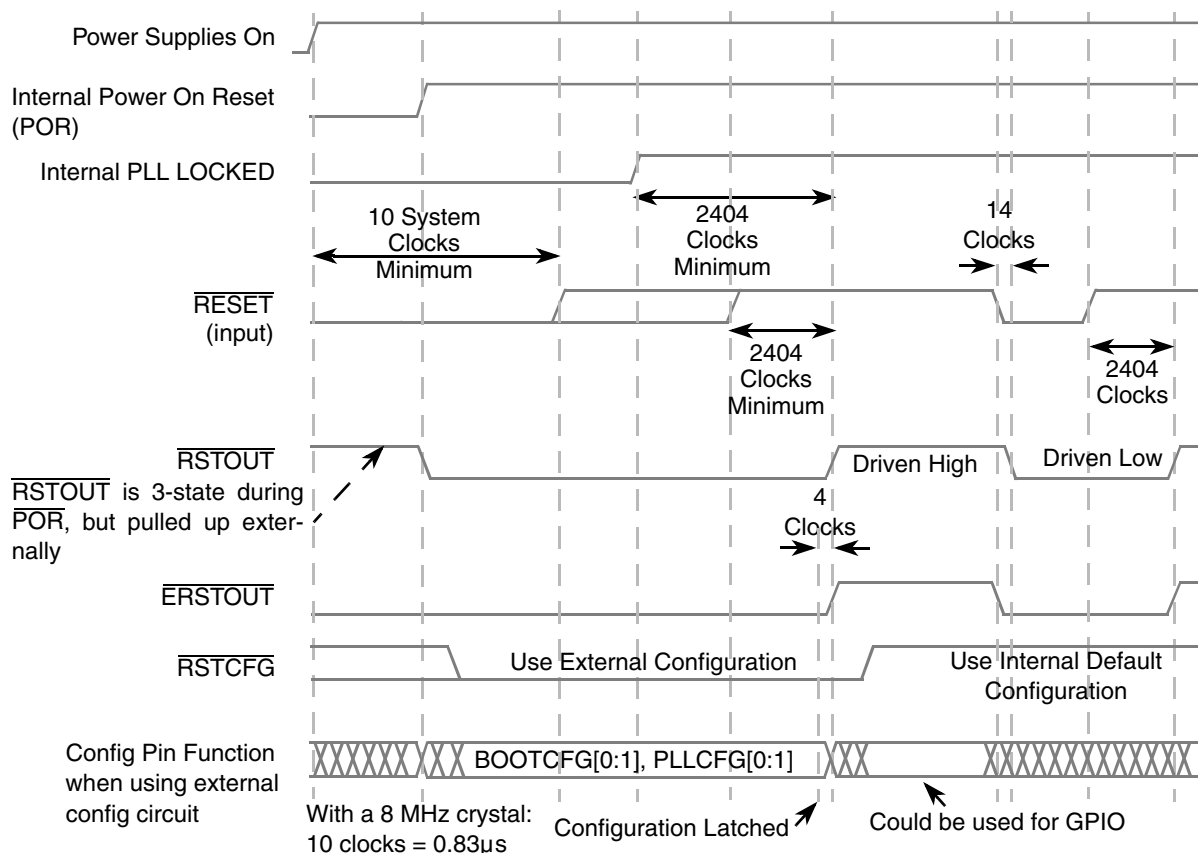 Power Supplies On
Internal Power On Reset
(POR)
Internal PLL LOCKED
10 System
Clocks
Minimum
2404
Clocks
Minimum
14
Clocks
RESET
(input)
2404
Clocks
Minimum
2404
Clocks
RSTOUT
Driven High
Driven Low
RSTOUT is 3-state during
POR, but pulled up exter-
nally
4
Clocks
ERSTOUT
RSTCFG
Use External Configuration
Use Internal Default
Configuration
Config Pin Function
when using external
config circuit
BOOTCFG[0:1], PLLCFG[0:1]
With a 8 MHz crystal:
10 clocks = 0.83µs
Configuration Latched
Could be used for GPIO